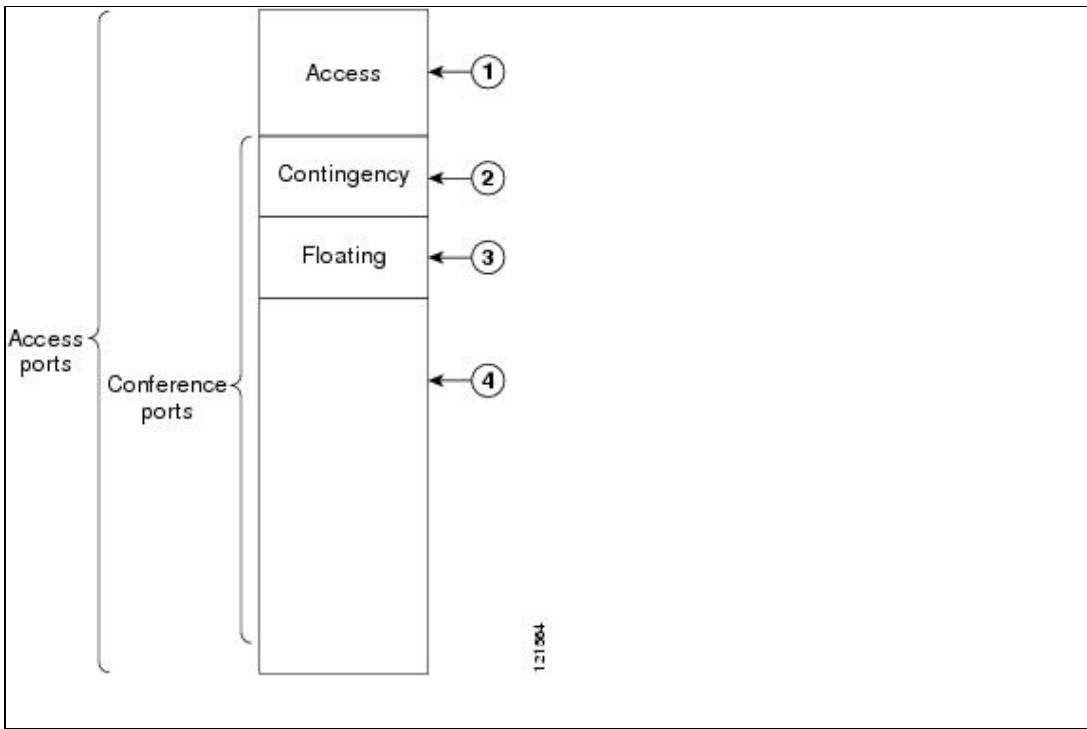 Access
1
Contingency
2
Floating
3
Access
ports
Conference
ports
4
121564